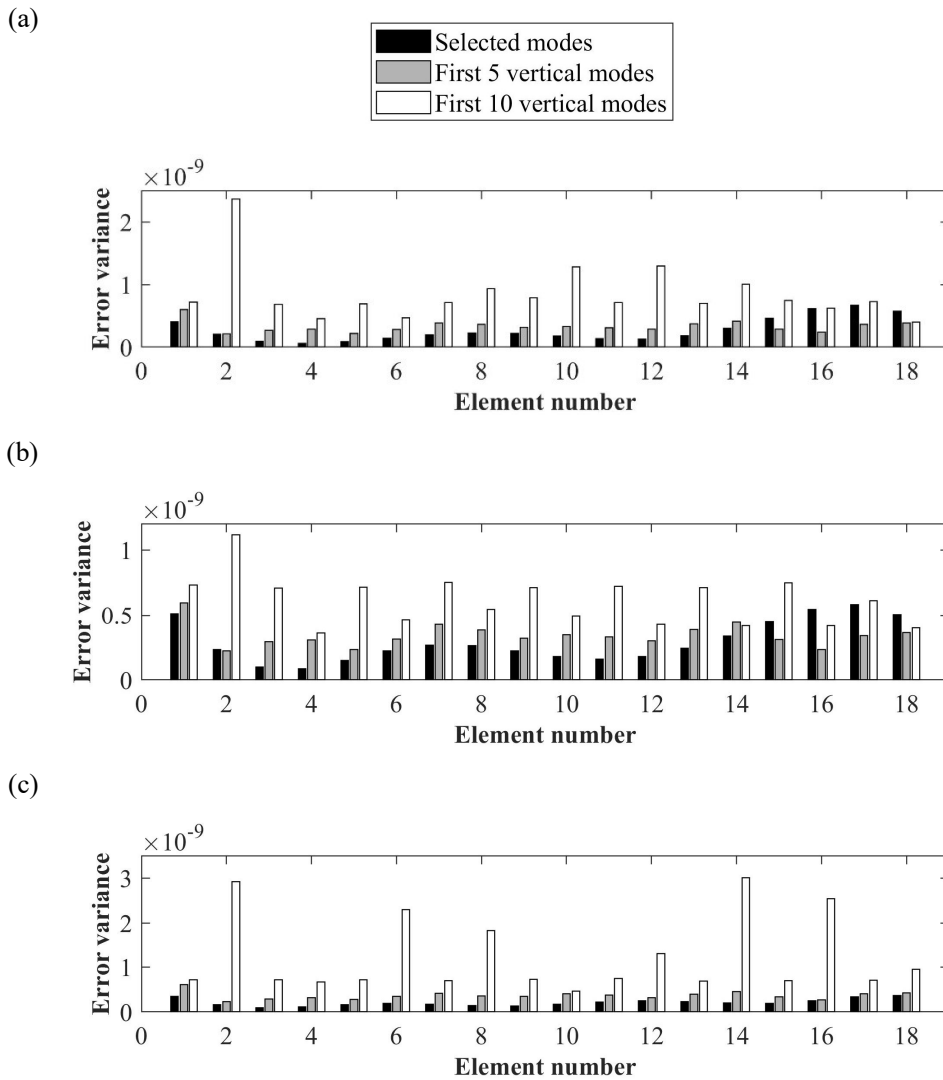 (a)
Selected modes
First 5 vertical modes
First 10 vertical modes
×10⁻⁹
Error variance
2
1
0
0 2 4 6 8 10 12 14 16 18
Element number
(b)
×10⁻⁹
Error variance
1
0.5
0
0 2 4 6 8 10 12 14 16 18
Element number
(c)
×10⁻⁹
Error variance
3
2
1
0
0 2 4 6 8 10 12 14 16 18
Element number